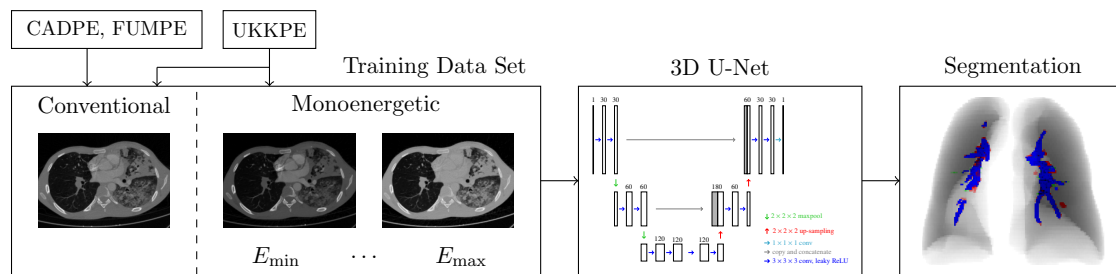 CADPE, FUMPE
UKKPE
Training Data Set
3D U-Net
Segmentation
Conventional
Monoenergetic
E_min
...
E_max
1 30 30
60 30 30 1
60 60
180 60
120 120 120
2 × 2 × 2 maxpool
2 × 2 × 2 up-sampling
1 × 1 × 1 conv
copy and concatenate
3 × 3 × 3 conv, leaky ReLU